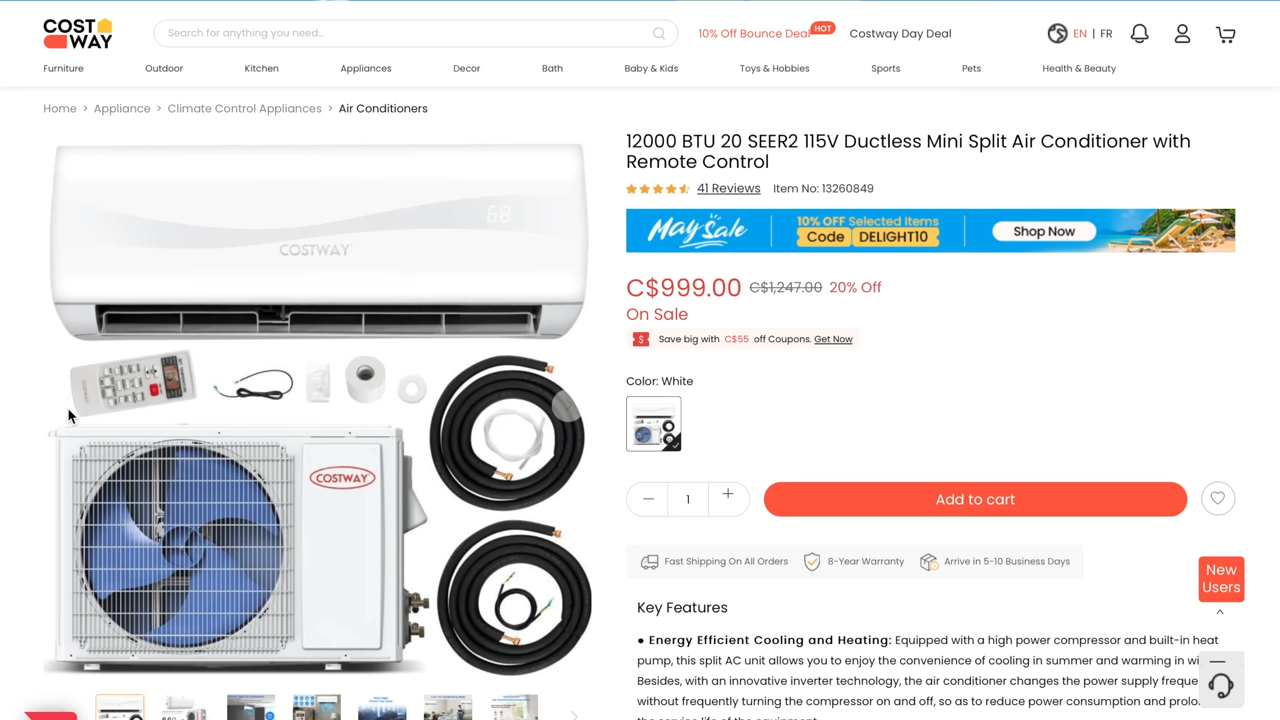 COST
WAY
Search for anything you need...
10% Off Bounce Deal
HOT
Costway Day Deal
EN | FR
Furniture
Outdoor
Kitchen
Appliances
Decor
Bath
Baby & Kids
Toys & Hobbies
Sports
Pets
Health & Beauty
Home > Appliance > Climate Control Appliances > Air Conditioners
68
COSTWAY
COSTWAY
12000 BTU 20 SEER2 115V Ductless Mini Split Air Conditioner with
Remote Control
41 Reviews
Item No: 13260849
May Sale
10% OFF Selected Items
Code DELIGHT10
Shop Now
C$999.00 C$1,247.00 20% Off
On Sale
$ Save big with C$55 off Coupons. Get Now
Color: White
1
Add to cart
Fast Shipping On All Orders
8-Year Warranty
Arrive in 5-10 Business Days
New
Users
Key Features
● Energy Efficient Cooling and Heating: Equipped with a high power compressor and built-in heat
pump, this split AC unit allows you to enjoy the convenience of cooling in summer and warming in wi
Besides, with an innovative inverter technology, the air conditioner changes the power supply freque
without frequently turning the compressor on and off, so as to reduce power consumption and prolo
the service life of the equipment.